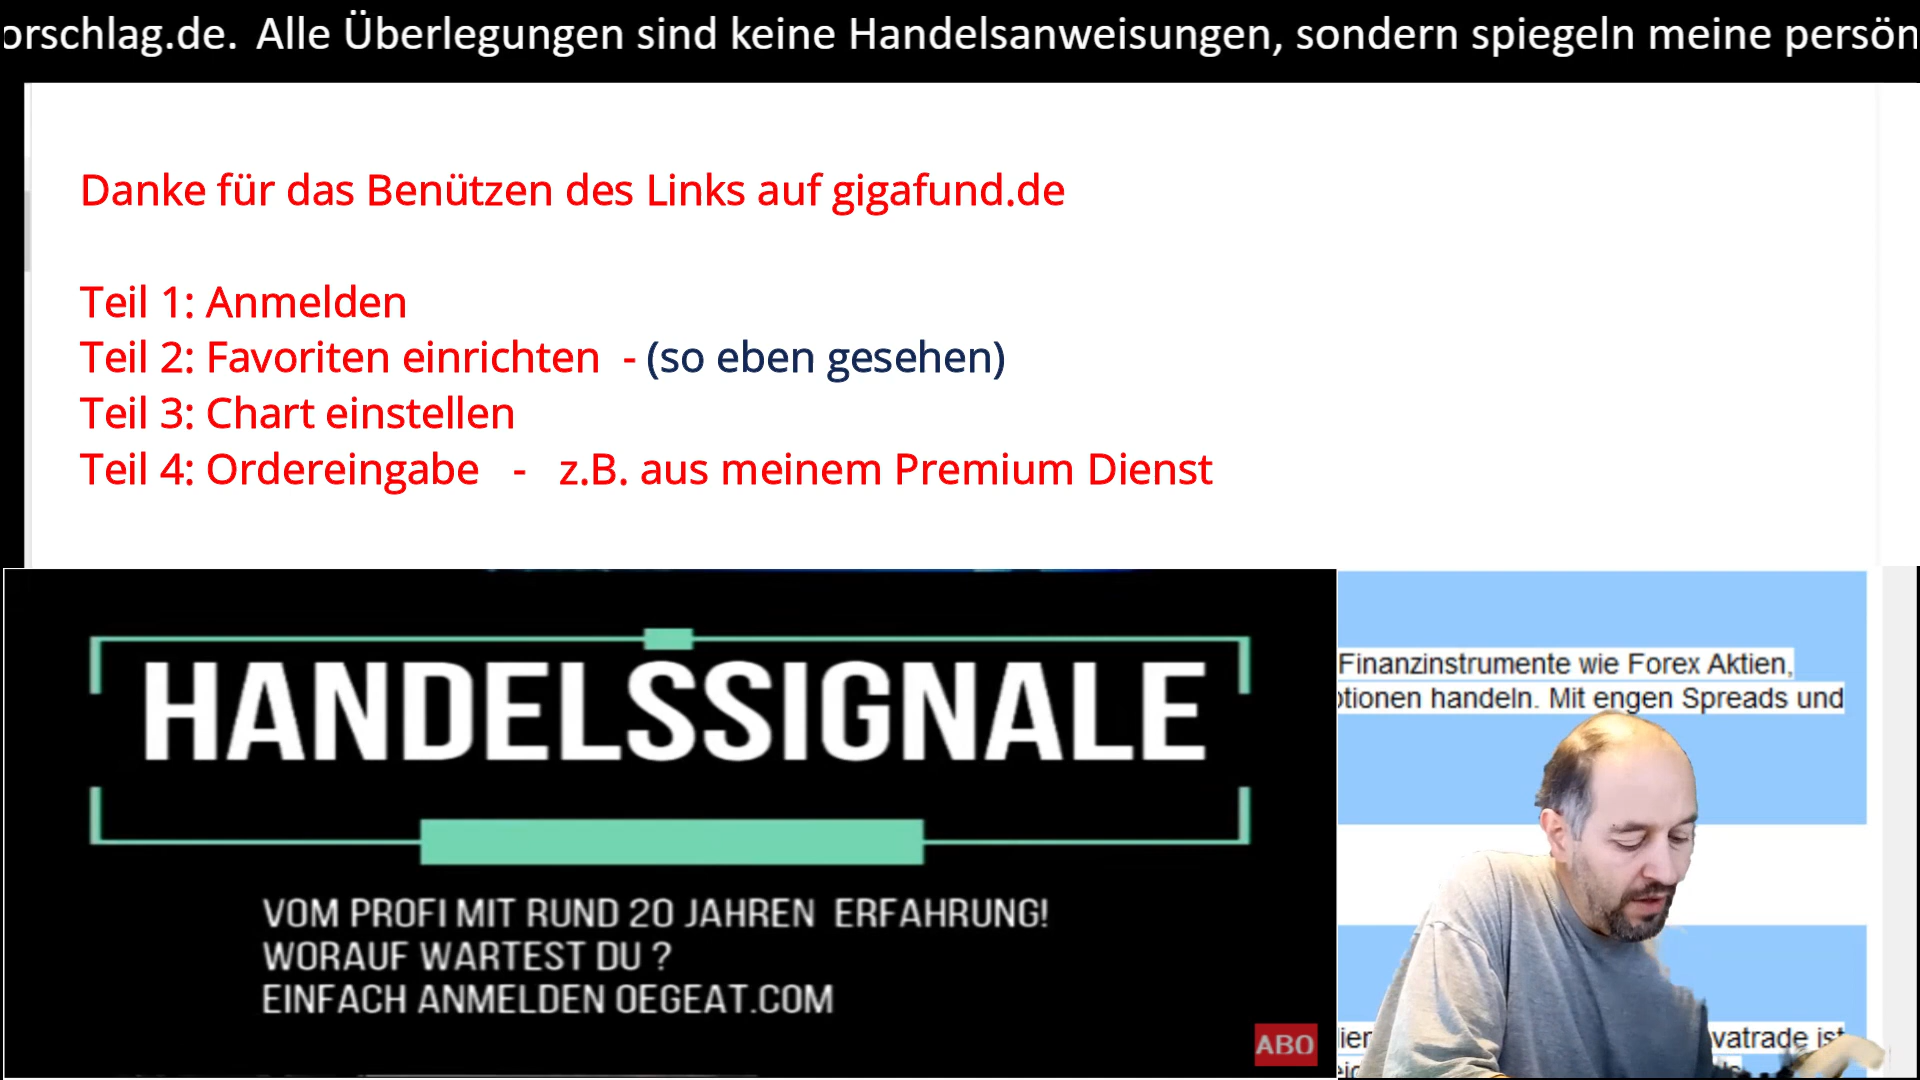 orschlag.de. Alle Überlegungen sind keine Handelsanweisungen, sondern spiegeln meine persön
Danke für das Benützen des Links auf gigafund.de
Teil 1: Anmelden
Teil 2: Favoriten einrichten - (so eben gesehen)
Teil 3: Chart einstellen
Teil 4: Ordereingabe - z.B. aus meinem Premium Dienst
HANDELSSIGNALE
VOM PROFI MIT RUND 20 JAHREN ERFAHRUNG!
WORAUF WARTEST DU ?
EINFACH ANMELDEN OEGEAT.COM
ABO
Finanzinstrumente wie Forex Aktien,
ptionen handeln. Mit engen Spreads und
vatrade ist